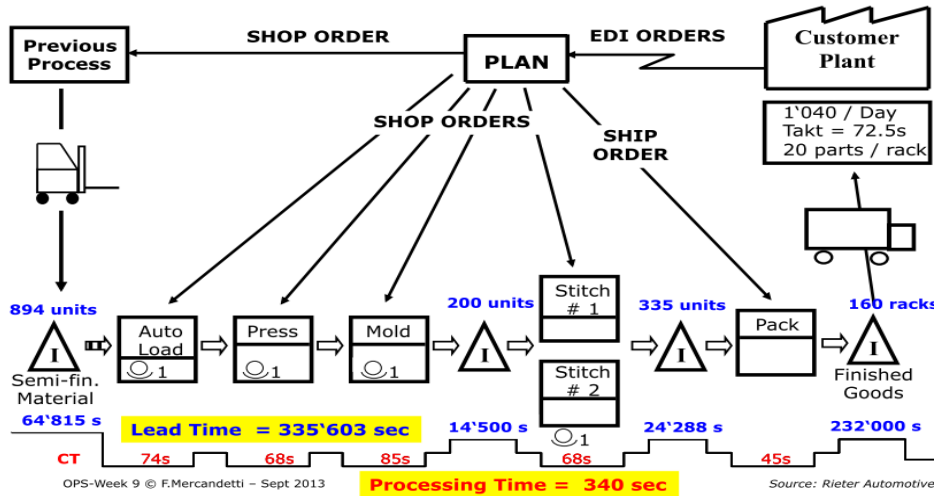 Previous
Process
SHOP ORDER
PLAN
EDI ORDERS
Customer
Plant
1‘040 / Day
Takt = 72.5s
20 parts / rack
SHOP ORDERS
SHIP
ORDER
894 units
I
Semi-fin.
Material
Auto
Load
1
Press
1
Mold
1
200 units
I
Stitch
# 1
Stitch
# 2
1
335 units
I
Pack
160 racks
I
Finished
Goods
64‘815 s
Lead Time = 335‘603 sec
14‘500 s
24‘288 s
232‘000 s
CT
74s
68s
85s
68s
45s
OPS-Week 9 © F.Mercandetti – Sept 2013
Processing Time = 340 sec
Source: Rieter Automotive